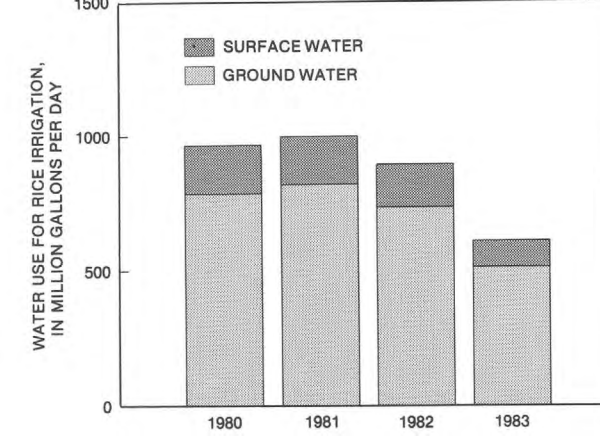 1500
SURFACE WATER
GROUND WATER
WATER USE FOR RICE IRRIGATION,
IN MILLION GALLONS PER DAY
1000
500
0
1980 1981 1982 1983